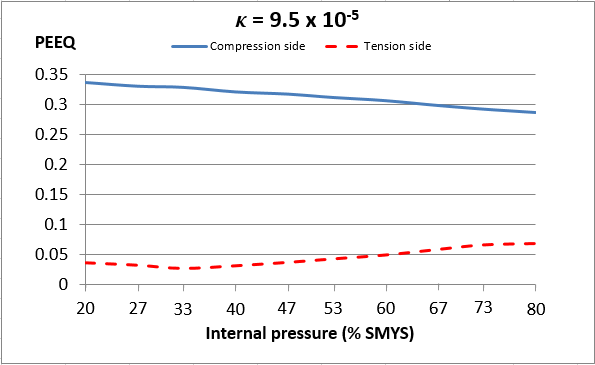 κ = 9.5 x 10⁻⁵
PEEQ
Compression side
Tension side
0.35
0.3
0.25
0.2
0.15
0.1
0.05
0
20 27 33 40 47 53 60 67 73 80
Internal pressure (% SMYS)